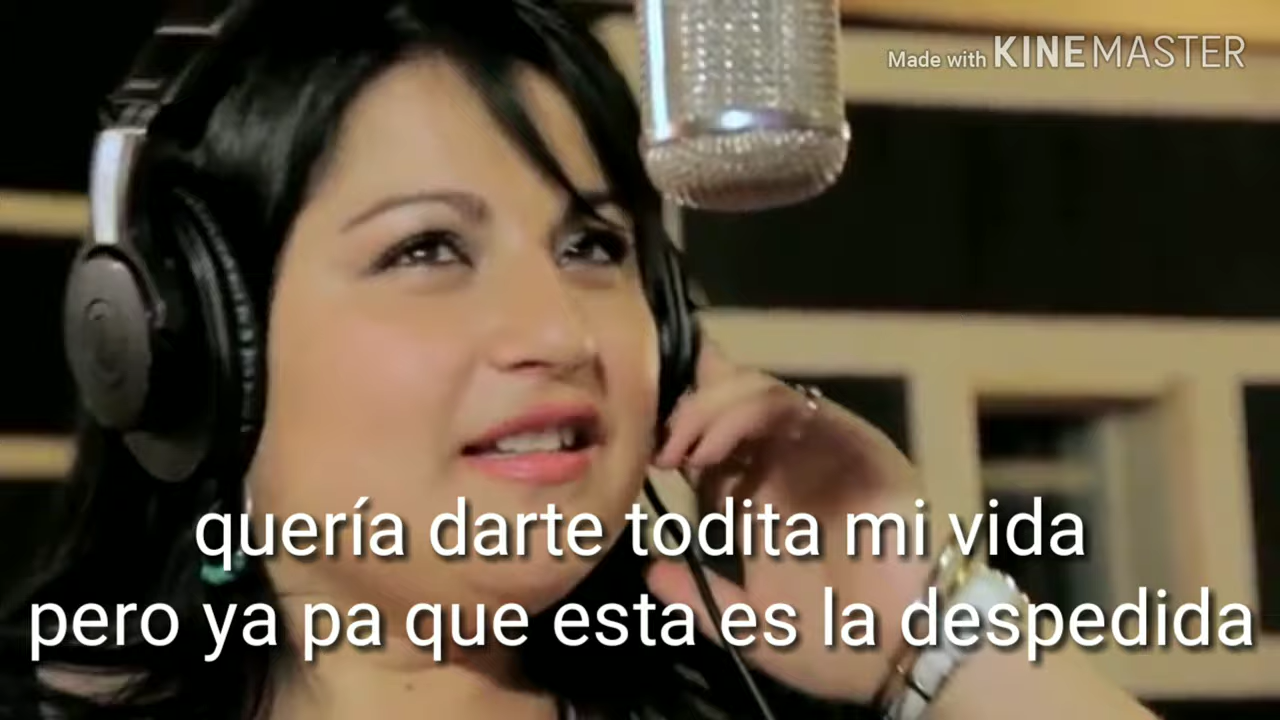 Made with KINEMASTER
quería darte todita mi vida
pero ya pa que esta es la despedida